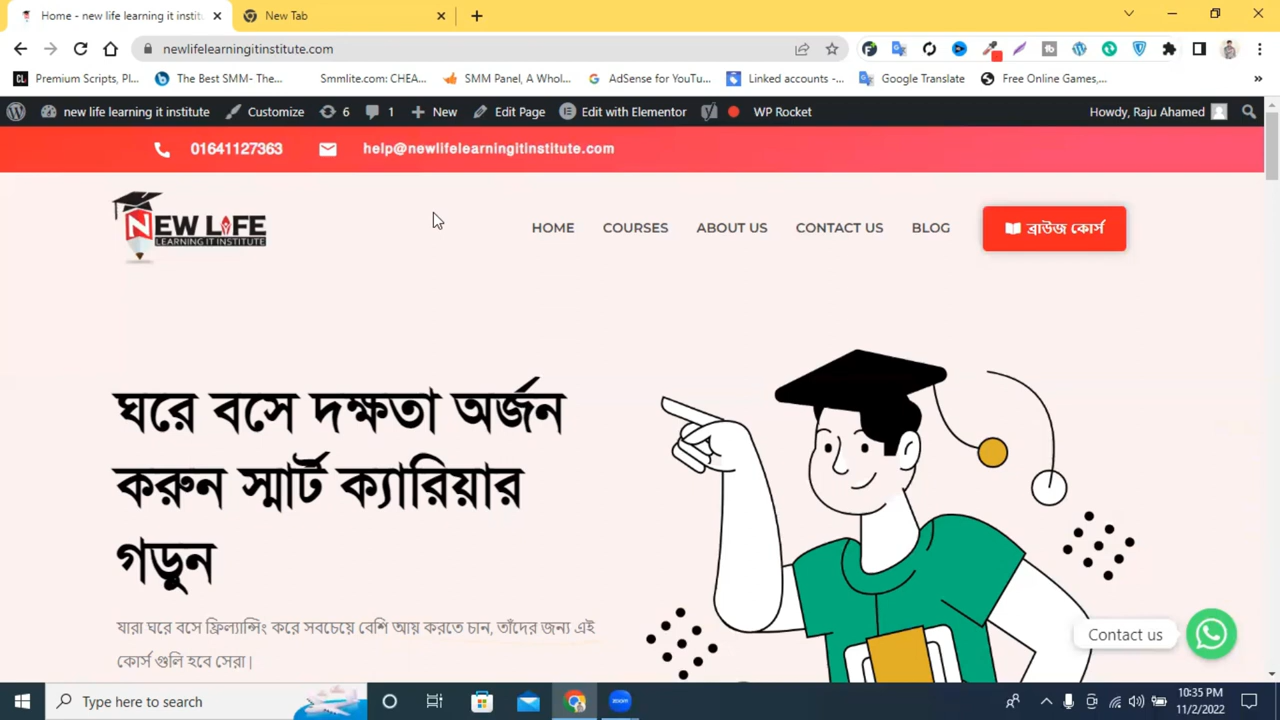 Home - new life learning it instit
New Tab
newlifelearningitinstitute.com
Premium Scripts, Pl...
The Best SMM- The...
Smmlite.com: CHEA...
SMM Panel, A Whol...
AdSense for YouTu...
Linked accounts -...
Google Translate
Free Online Games,...
new life learning it institute
Customize
6
1
New
Edit Page
Edit with Elementor
WP Rocket
Howdy, Raju Ahamed
01641127363
help@newlifelearningitinstitute.com
NEW LIFE
LEARNING IT INSTITUTE
HOME
COURSES
ABOUT US
CONTACT US
BLOG
ব্রাউজ কোর্স
ঘরে বসে দক্ষতা অর্জন
করুন স্মার্ট ক্যারিয়ার
গড়ুন
যারা ঘরে বসে ফ্রিল্যান্সিং করে সবচেয়ে বেশি আয় করতে চান, তাঁদের জন্য এই
কোর্স গুলি হবে সেরা|
Contact us
Type here to search
zoom
10:35 PM
11/2/2022